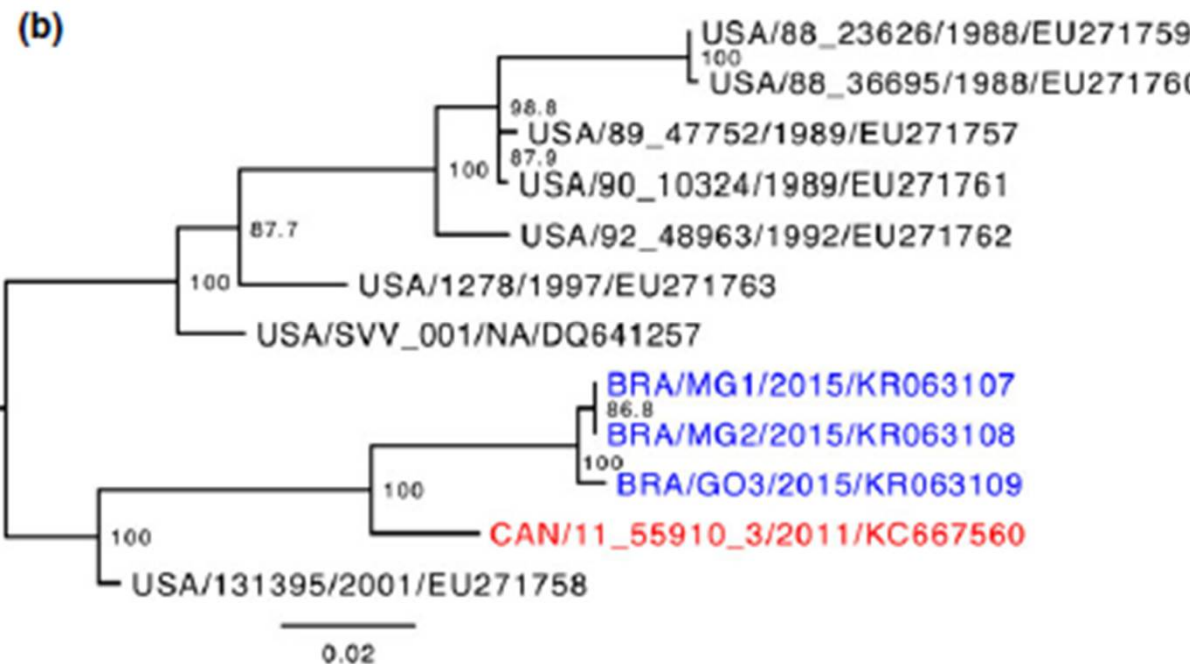 (b)
USA/88_23626/1988/EU271759
100
USA/88_36695/1988/EU271760
98.8
USA/89_47752/1989/EU271757
87.9
100
USA/90_10324/1989/EU271761
87.7
USA/92_48963/1992/EU271762
100
USA/1278/1997/EU271763
USA/SVV_001/NA/DQ641257
BRA/MG1/2015/KR063107
86.8
BRA/MG2/2015/KR063108
100
BRA/GO3/2015/KR063109
100
CAN/11_55910_3/2011/KC667560
100
USA/131395/2001/EU271758
0.02